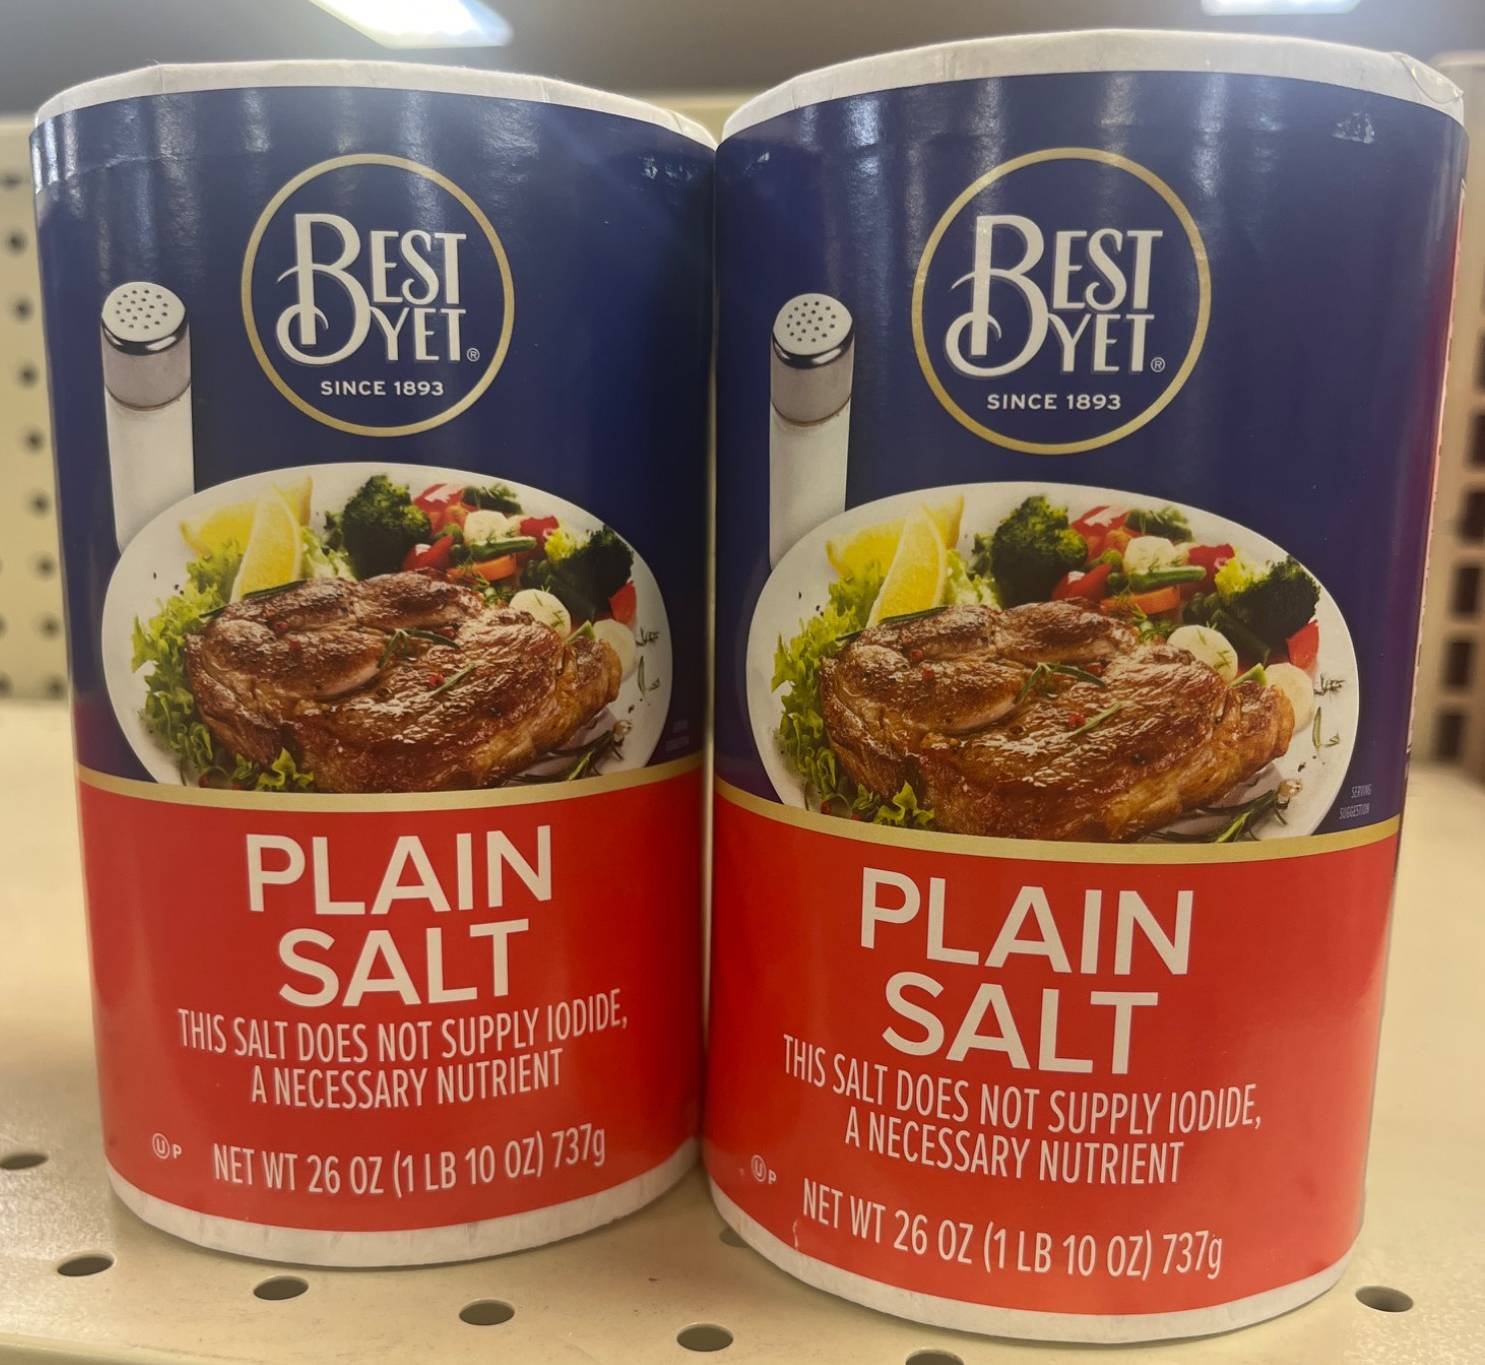 BEST
YET®
SINCE 1893
PLAIN
SALT
THIS SALT DOES NOT SUPPLY IODIDE,
A NECESSARY NUTRIENT
U P NET WT 26 OZ (1 LB 10 OZ) 737g
BEST
YET®
SINCE 1893
SERVING
SUGGESTION
PLAIN
SALT
THIS SALT DOES NOT SUPPLY IODIDE,
A NECESSARY NUTRIENT
U P NET WT 26 OZ (1 LB 10 OZ) 737g